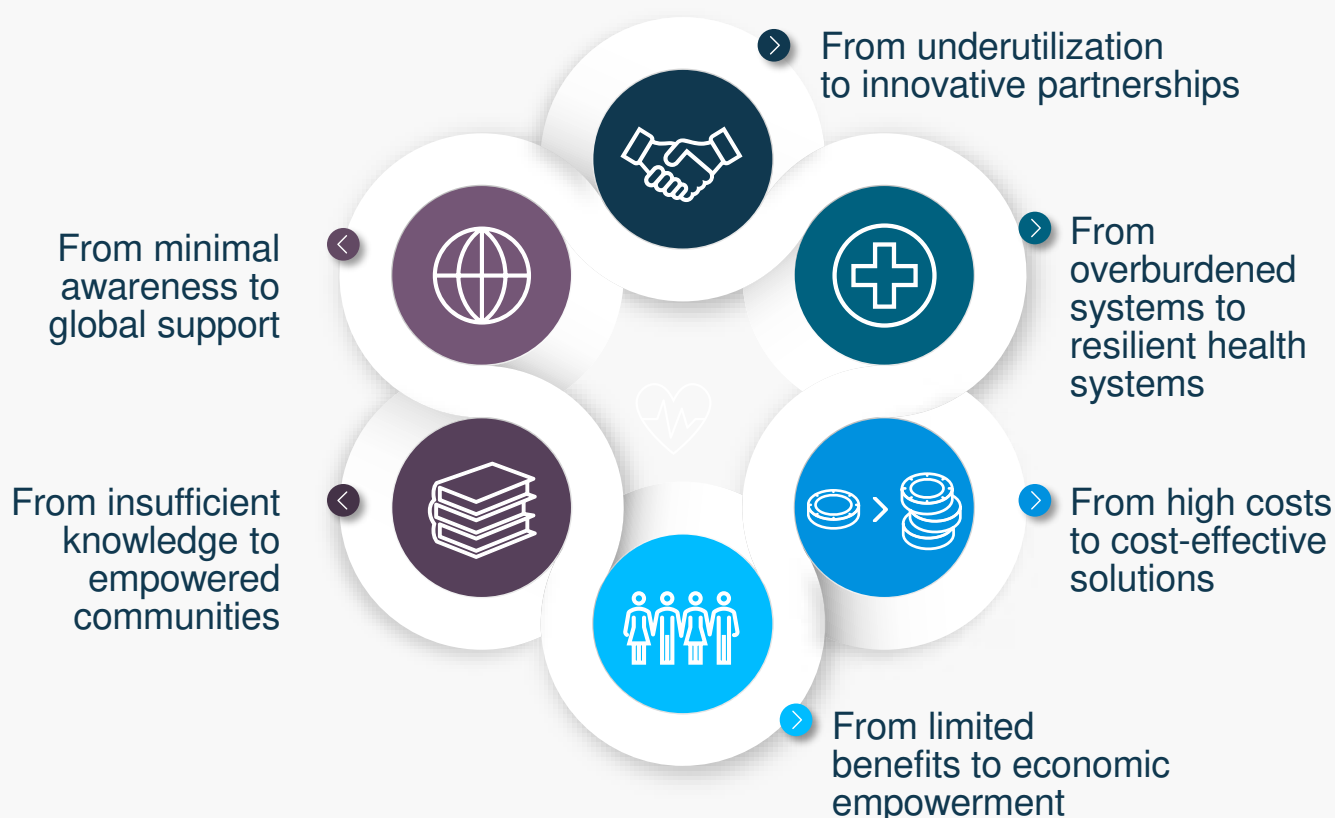 From underutilization
to innovative partnerships
From
overburdened
systems to
resilient health
systems
From high costs
to cost-effective
solutions
From limited
benefits to economic
empowerment
From insufficient
knowledge to
empowered
communities
From minimal
awareness to
global support